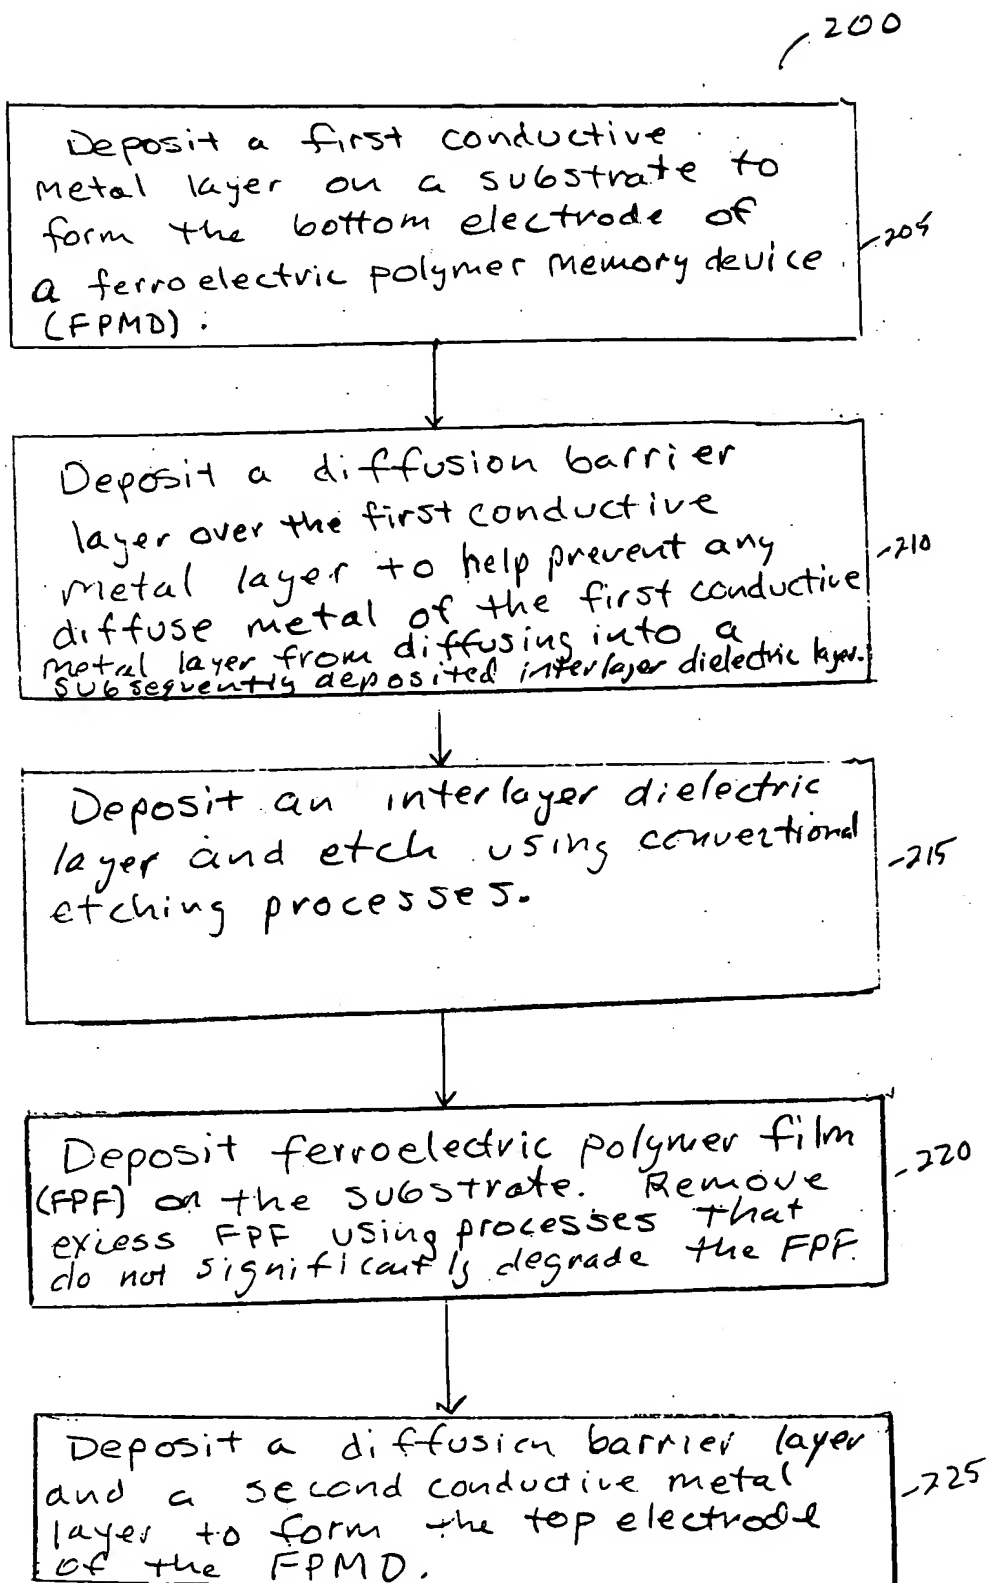 200
Deposit a first conductive
metal layer on a substrate to
form the bottom electrode of
a ferroelectric polymer memory device.
(FPMD).
205
Deposit a diffusion barrier
layer over the first conductive
metal layer to help prevent any
diffuse metal of the first conductive
metal layer from diffusing into a
subsequently deposited interlayer dielectric layer.
210
Deposit an interlayer dielectric
layer and etch using convertional
etching processes.
215
Deposit ferroelectric polymer film
(FPF) on the substrate. Remove
excess FPF using processes that
do not significantly degrade the FPF.
220
Deposit a diffusion barrier layer
and a second conductive metal
layer to form the top electrode
of the FPMD.
225